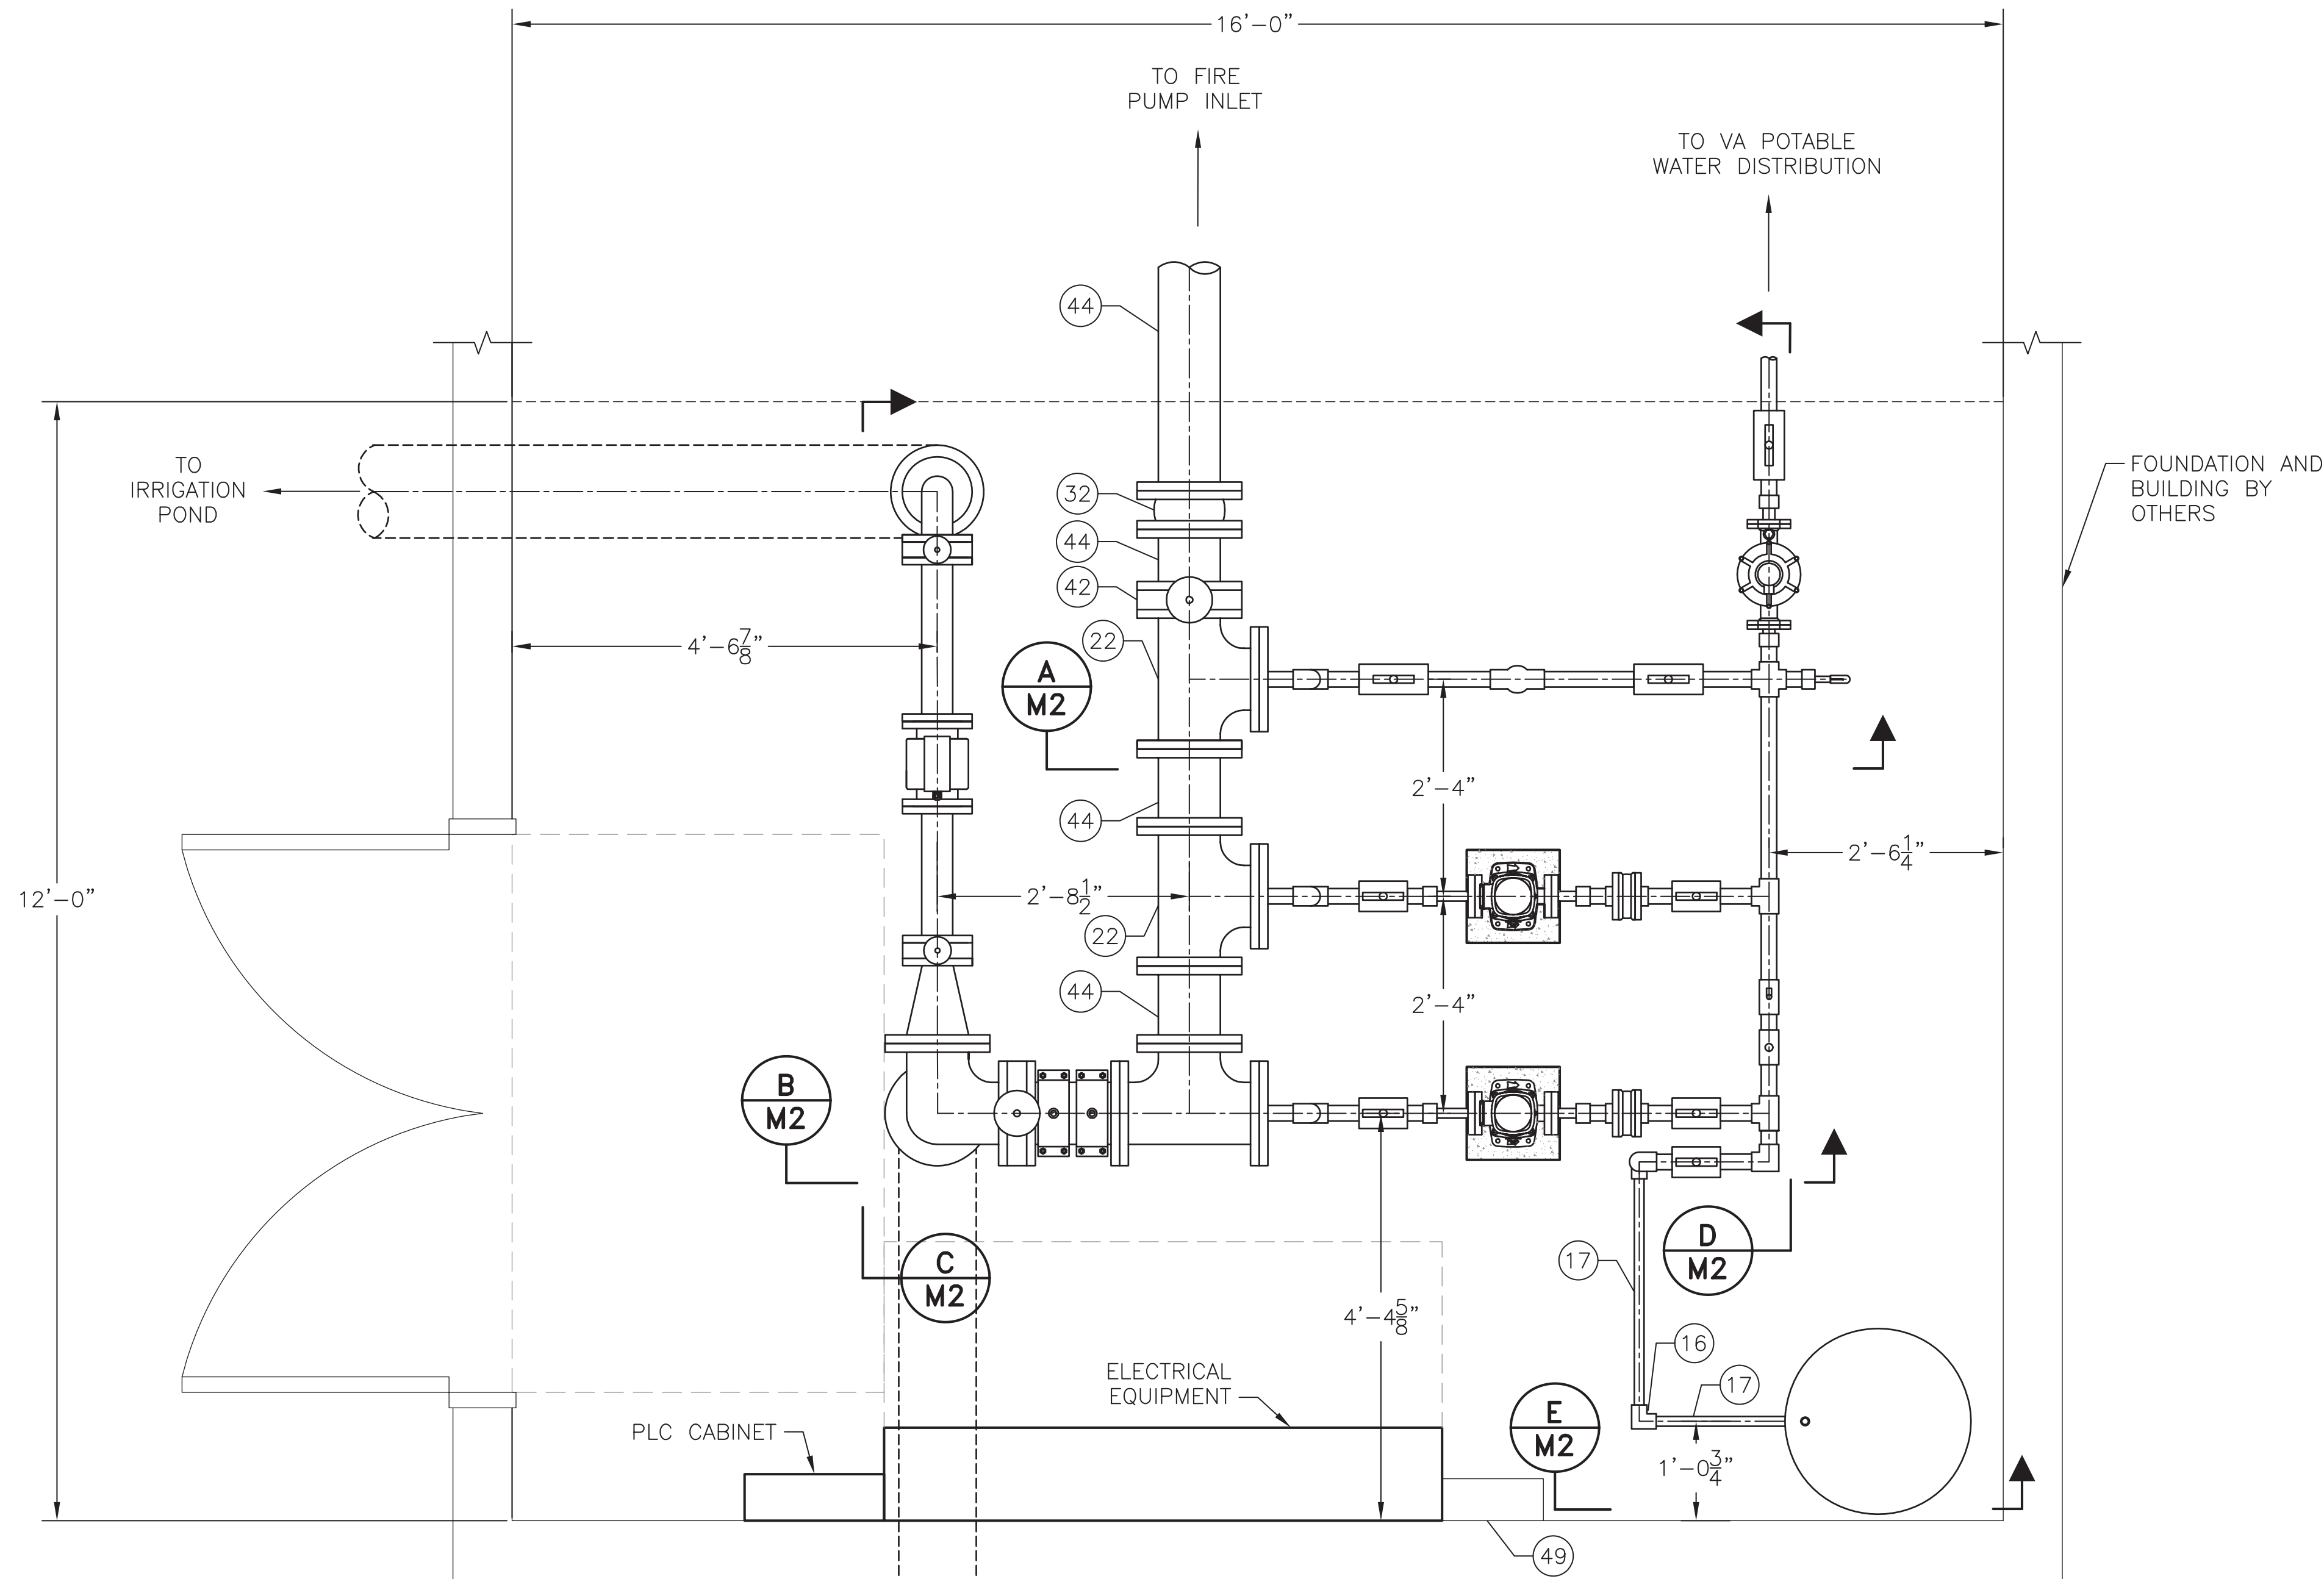 16'-0"
TO FIRE
PUMP INLET
TO VA POTABLE
WATER DISTRIBUTION
44
TO
IRRIGATION
POND
32
44
42
FOUNDATION AND
BUILDING BY
OTHERS
22
4'-6 7/8"
A
M2
2'-4"
44
2'-6 1/4"
12'-0"
2'-8 1/2"
22
44
2'-4"
B
M2
C
M2
D
M2
17
4'-4 5/8"
16
17
ELECTRICAL
EQUIPMENT
E
M2
PLC CABINET
1'-0 3/4"
49